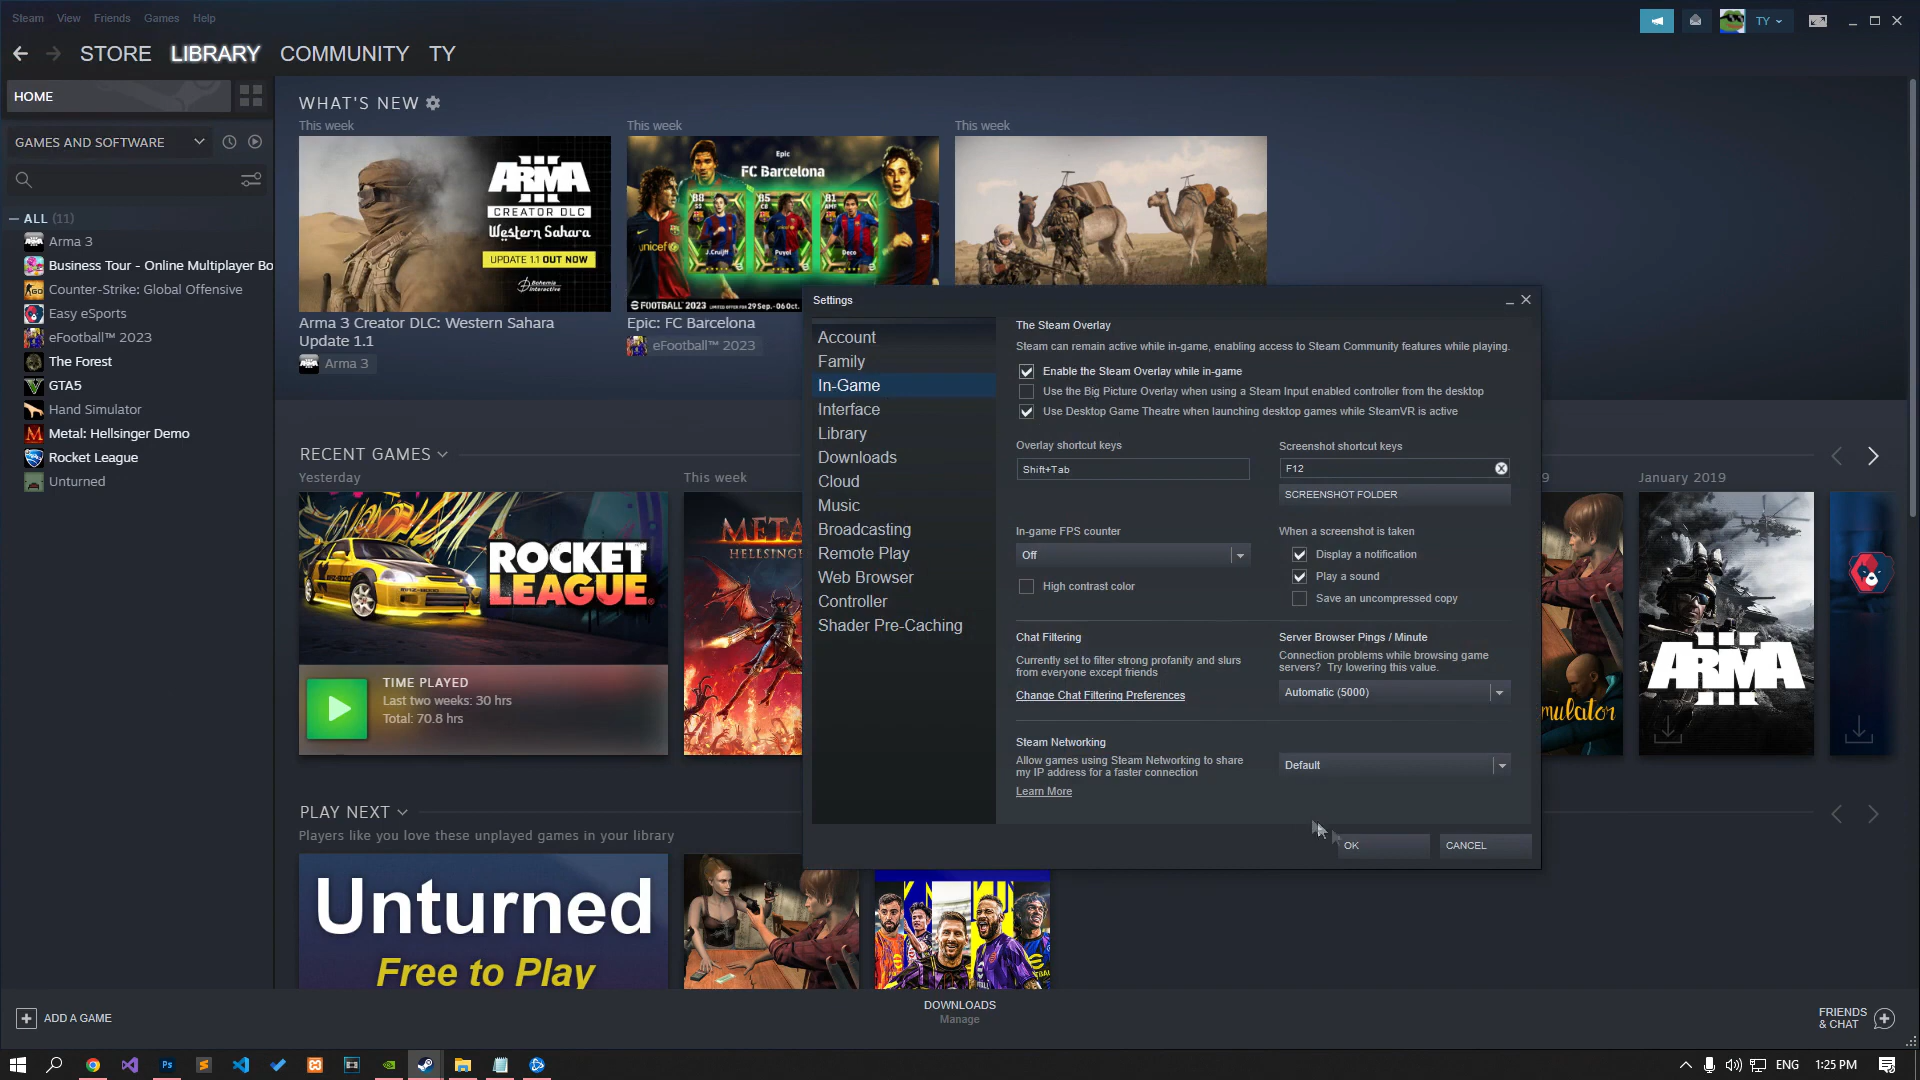 Steam View Friends Games Help
TY
STORE LIBRARY COMMUNITY TY
HOME
GAMES AND SOFTWARE
ALL (11)
Arma 3
Business Tour - Online Multiplayer Bo
Counter-Strike: Global Offensive
Easy eSports
eFootball™ 2023
The Forest
GTA5
Hand Simulator
Metal: Hellsinger Demo
Rocket League
Unturned
WHAT'S NEW
This week
ARMA III
CREATOR DLC
Western Sahara
UPDATE 1.1 OUT NOW
Bohemia Interactive
Arma 3 Creator DLC: Western Sahara Update 1.1
Arma 3
This week
Epic
FC Barcelona
unicef
J.Cruijff
Puyol
Deco
EFOOTBALL 2023 LIMITED OFFER FOR 29 Sep. - 06 Oct.
Epic: FC Barcelona
eFootball™ 2023
This week
RECENT GAMES
Yesterday
ROCKET
LEAGUE
TIME PLAYED
Last two weeks: 30 hrs
Total: 70.8 hrs
This week
META
HELLSINGE
9
mulator
January 2019
ARMA
III
PLAY NEXT
Players like you love these unplayed games in your library
Unturned
Free to Play
Settings
Account
Family
In-Game
Interface
Library
Downloads
Cloud
Music
Broadcasting
Remote Play
Web Browser
Controller
Shader Pre-Caching
The Steam Overlay
Steam can remain active while in-game, enabling access to Steam Community features while playing.
Enable the Steam Overlay while in-game
Use the Big Picture Overlay when using a Steam Input enabled controller from the desktop
Use Desktop Game Theatre when launching desktop games while SteamVR is active
Overlay shortcut keys
Shift+Tab
Screenshot shortcut keys
F12
SCREENSHOT FOLDER
In-game FPS counter
Off
High contrast color
When a screenshot is taken
Display a notification
Play a sound
Save an uncompressed copy
Chat Filtering
Currently set to filter strong profanity and slurs
from everyone except friends
Change Chat Filtering Preferences
Server Browser Pings / Minute
Connection problems while browsing game
servers? Try lowering this value.
Automatic (5000)
Steam Networking
Allow games using Steam Networking to share
my IP address for a faster connection
Learn More
Default
OK
CANCEL
ADD A GAME
DOWNLOADS
Manage
FRIENDS
& CHAT
ENG
1:25 PM